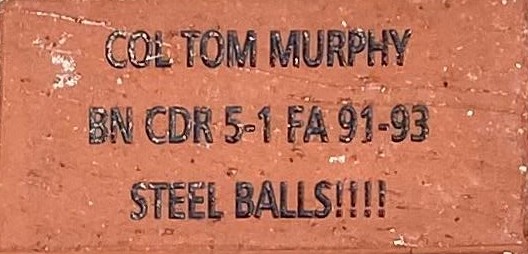 COL TOM MURPHY
BN CDR 5-1 FA 91-93
STEEL BALLS!!!!